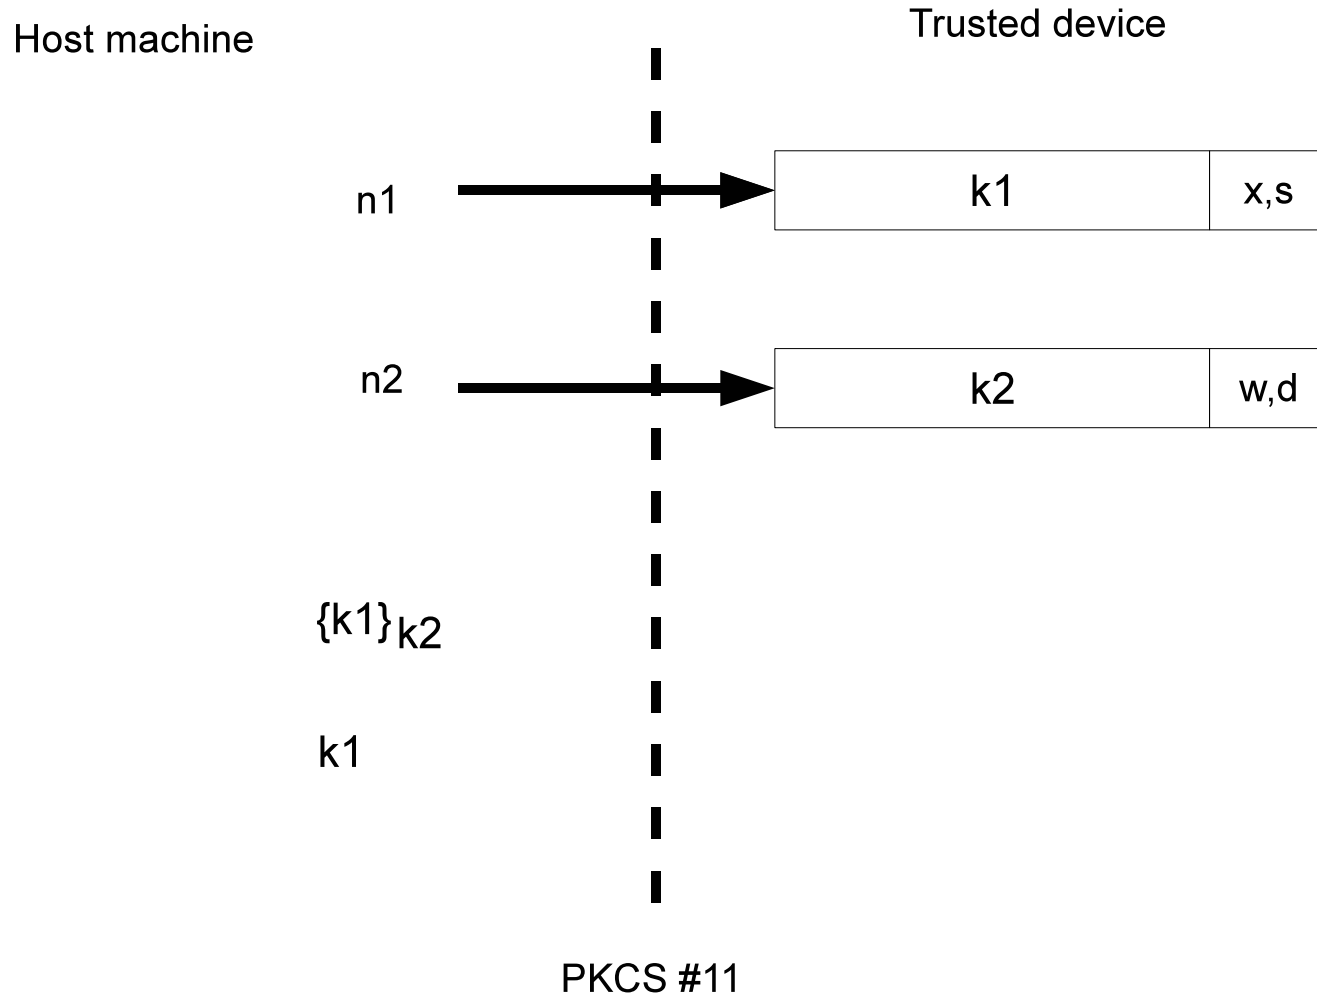 Host machine
Trusted device
n1
k1
x,s
n2
k2
w,d
{k1}k2
k1
PKCS #11